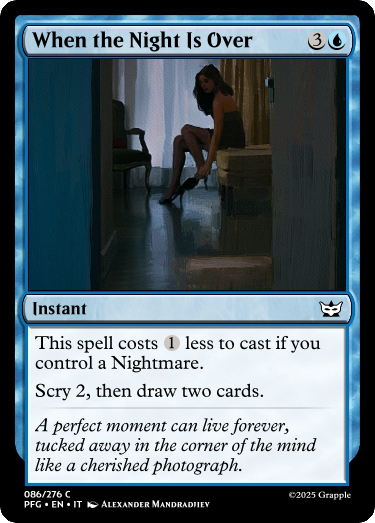 When the Night Is Over 3
Instant
This spell costs 1 less to cast if you
control a Nightmare.
Scry 2, then draw two cards.
A perfect moment can live forever,
tucked away in the corner of the mind
like a cherished photograph.
086/276 C
PFG • EN • IT Alexander Mandradjiev
©2025 Grapple